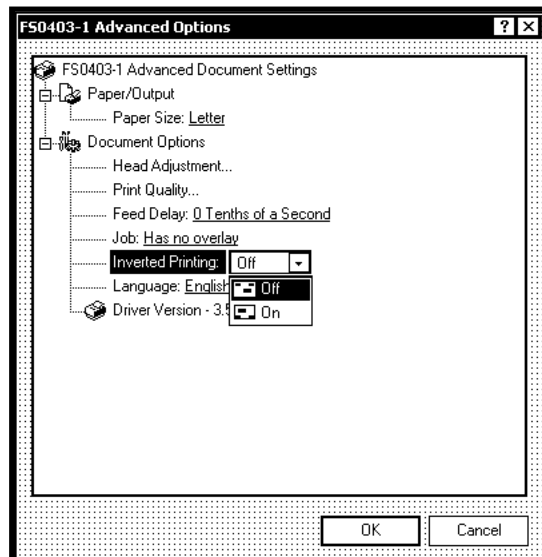 FS0403-1 Advanced Options
FS0403-1 Advanced Document Settings
Paper/Output
Paper Size: Letter
Document Options
Head Adjustment...
Print Quality...
Feed Delay: 0 Tenths of a Second
Job: Has no overlay
Inverted Printing: Off
Language: English Off
Driver Version - 3.5 On
OK Cancel